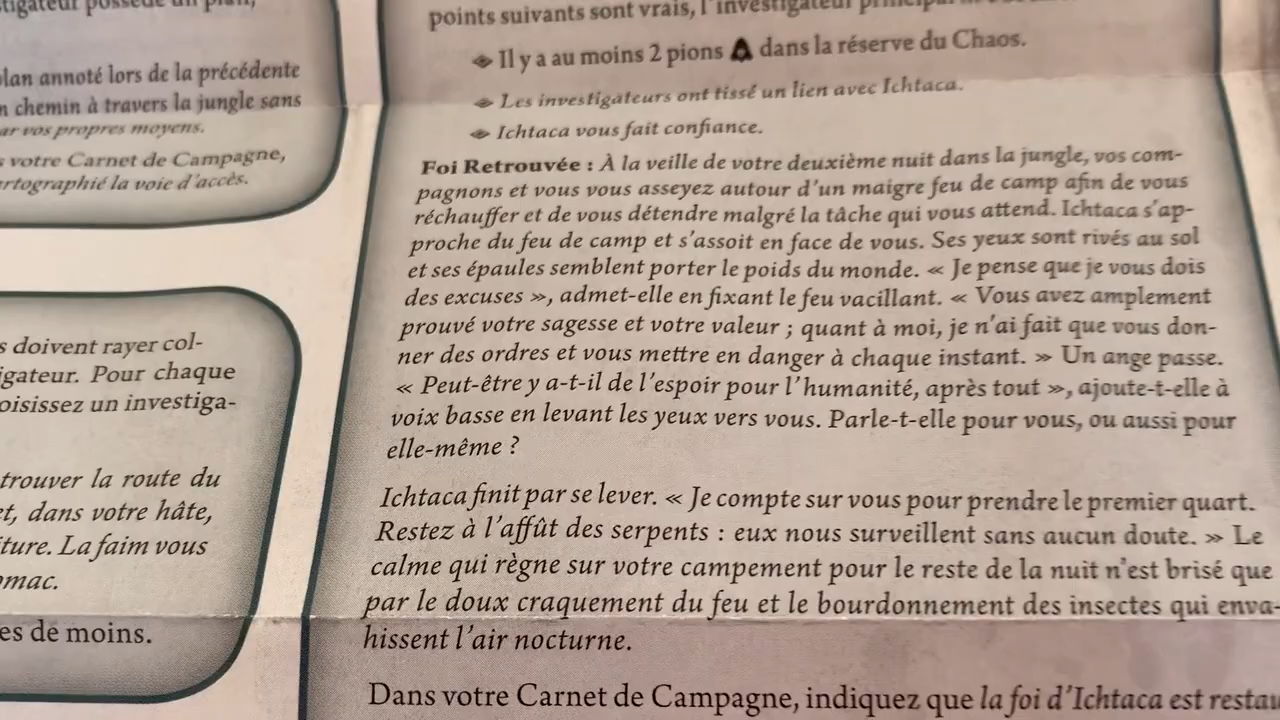 plan,
lan annoté lors de la précédente
n chemin à travers la jungle sans
ar vos propres moyens.
s votre Carnet de Campagne,
rtographié la voie d'accès.
s doivent rayer col-
igateur. Pour chaque
oisissez un investiga-
trouver la route du
et, dans votre hâte,
iture. La faim vous
omac.
es de moins.
points suivants sont vrais, l'investigateur
Il y a au moins 2 pions dans la réserve du Chaos.
Les investigateurs ont tissé un lien avec Ichtaca.
Ichtaca vous fait confiance.
Foi Retrouvée : À la veille de votre deuxième nuit dans la jungle, vos com-
pagnons et vous vous asseyez autour d'un maigre feu de camp afin de vous
réchauffer et de vous détendre malgré la tâche qui vous attend. Ichtaca s'ap-
proche du feu de camp et s'assoit en face de vous. Ses yeux sont rivés au sol
et ses épaules semblent porter le poids du monde. « Je pense que je vous dois
des excuses », admet-elle en fixant le feu vacillant. « Vous avez amplement
prouvé votre sagesse et votre valeur ; quant à moi, je n'ai fait que vous don-
ner des ordres et vous mettre en danger à chaque instant. » Un ange passe.
« Peut-être y a-t-il de l'espoir pour l'humanité, après tout », ajoute-t-elle à
voix basse en levant les yeux vers vous. Parle-t-elle pour vous, ou aussi pour
elle-même ?
Ichtaca finit par se lever. « Je compte sur vous pour prendre le premier quart.
Restez à l'affût des serpents : eux nous surveillent sans aucun doute. » Le
calme qui règne sur votre campement pour le reste de la nuit n'est brisé que
par le doux craquement du feu et le bourdonnement des insectes qui enva-
hissent l'air nocturne.
Dans votre Carnet de Campagne, indiquez que la foi d'Ichtaca est restau